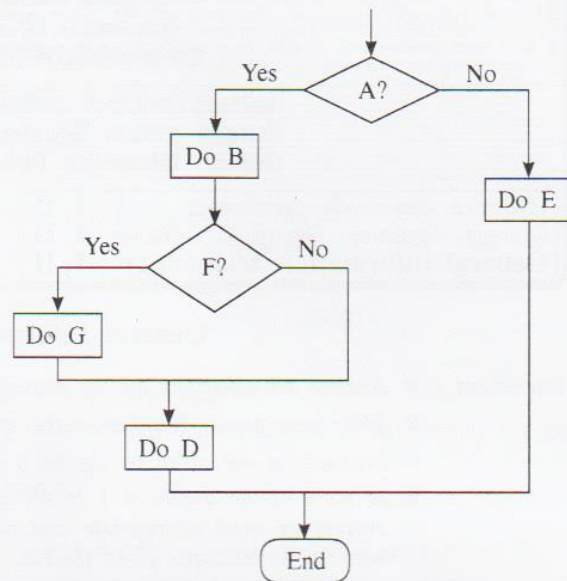 Yes
A?
No
Do B
Do E
Yes
F?
No
Do G
Do D
End